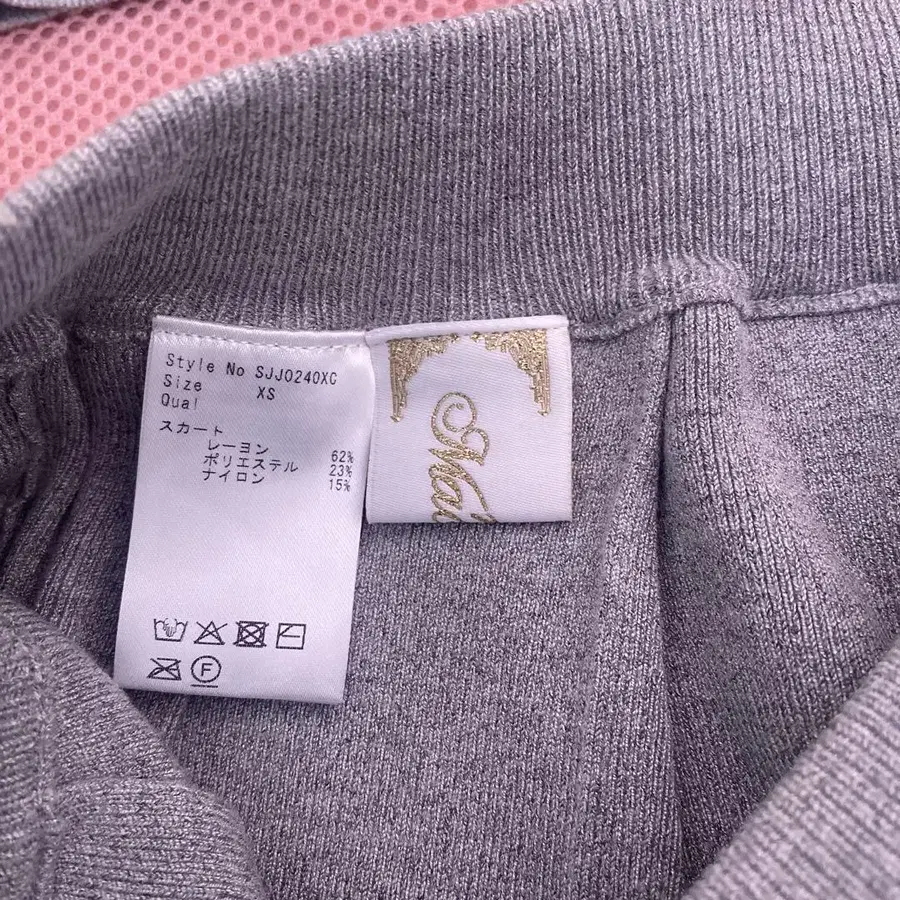 Style No SJJ0240XG
Size XS
Qual
スカート
レーヨン 62%
ポリエステル 23%
ナイロン 15%
F